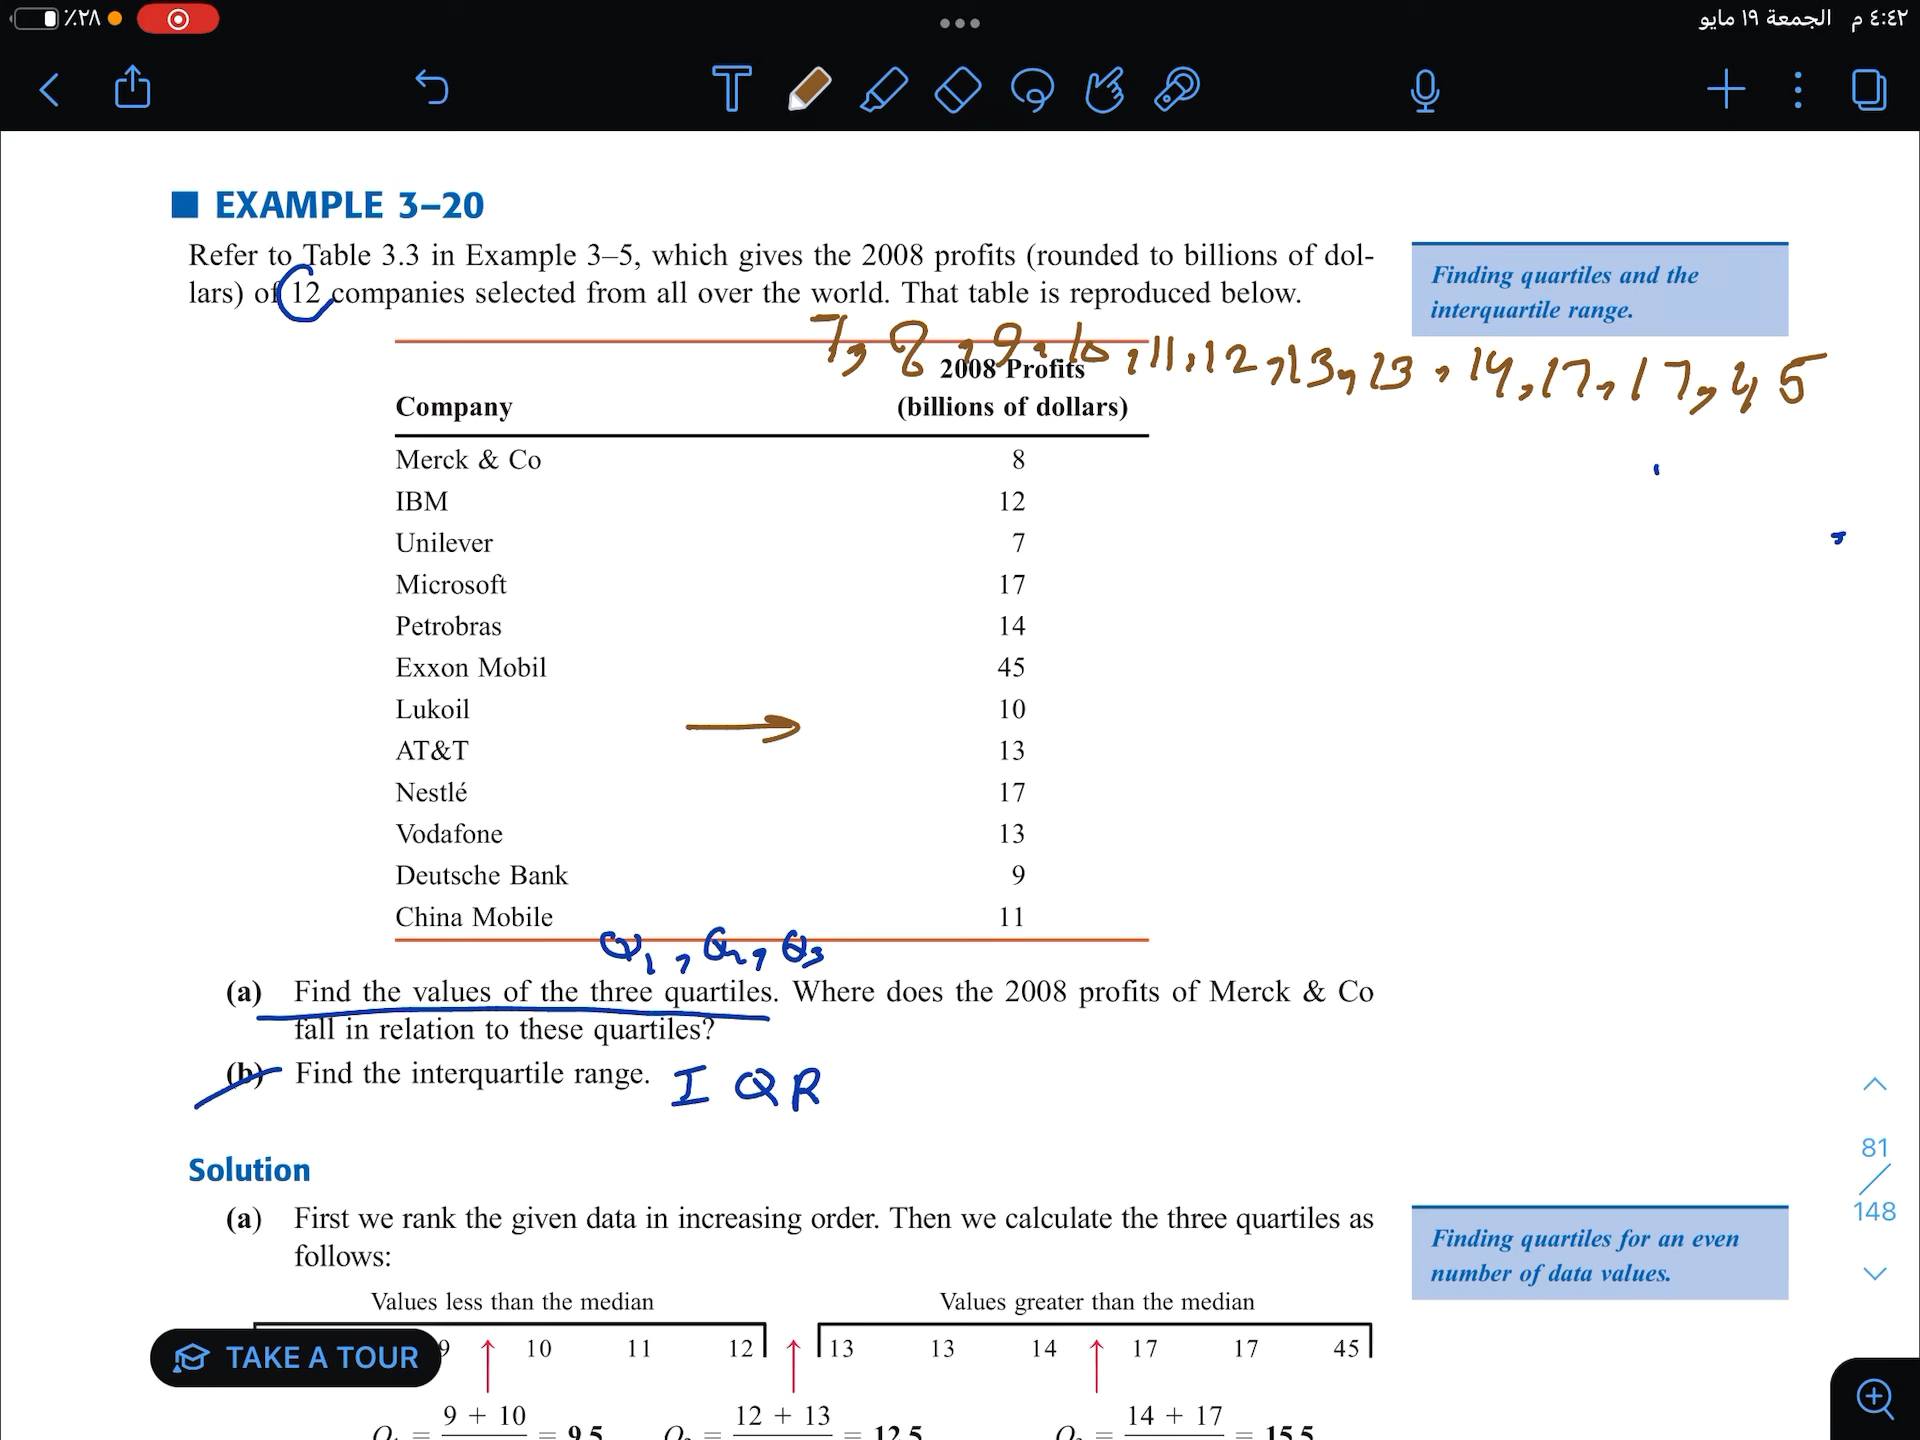 ٪٢٨
٤:٤٢ م الجمعة ١٩ مايو
EXAMPLE 3–20
Refer to Table 3.3 in Example 3–5, which gives the 2008 profits (rounded to billions of dol-
lars) of 12 companies selected from all over the world. That table is reproduced below.
Finding quartiles and the
interquartile range.
7, 8, 9, 10, 11, 12, 13, 13, 14, 17, 17, 45
2008 Profits
Company (billions of dollars)
Merck & Co 8
IBM 12
Unilever 7
Microsoft 17
Petrobras 14
Exxon Mobil 45
Lukoil 10
AT&T 13
Nestlé 17
Vodafone 13
Deutsche Bank 9
China Mobile 11
Q1, Q2, Q3
(a) Find the values of the three quartiles. Where does the 2008 profits of Merck & Co
fall in relation to these quartiles?
(b) Find the interquartile range. IQR
81
148
Solution
(a) First we rank the given data in increasing order. Then we calculate the three quartiles as
follows:
Finding quartiles for an even
number of data values.
Values less than the median Values greater than the median
TAKE A TOUR 9 10 11 12 13 13 14 17 17 45
9 + 10 12 + 13 14 + 17
= = 9.5 = = 12.5 = = 15.5